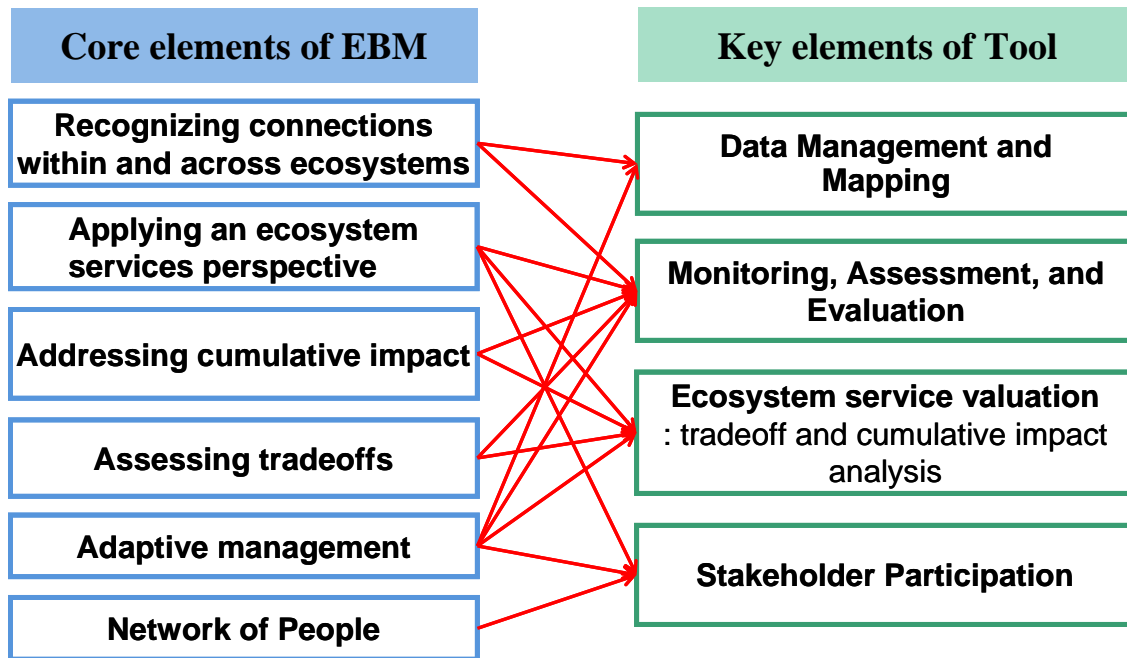 Core elements of EBM
Key elements of Tool
Recognizing connections
within and across ecosystems
Applying an ecosystem
services perspective
Addressing cumulative impact
Assessing tradeoffs
Adaptive management
Network of People
Data Management and
Mapping
Monitoring, Assessment, and
Evaluation
Ecosystem service valuation
: tradeoff and cumulative impact
analysis
Stakeholder Participation